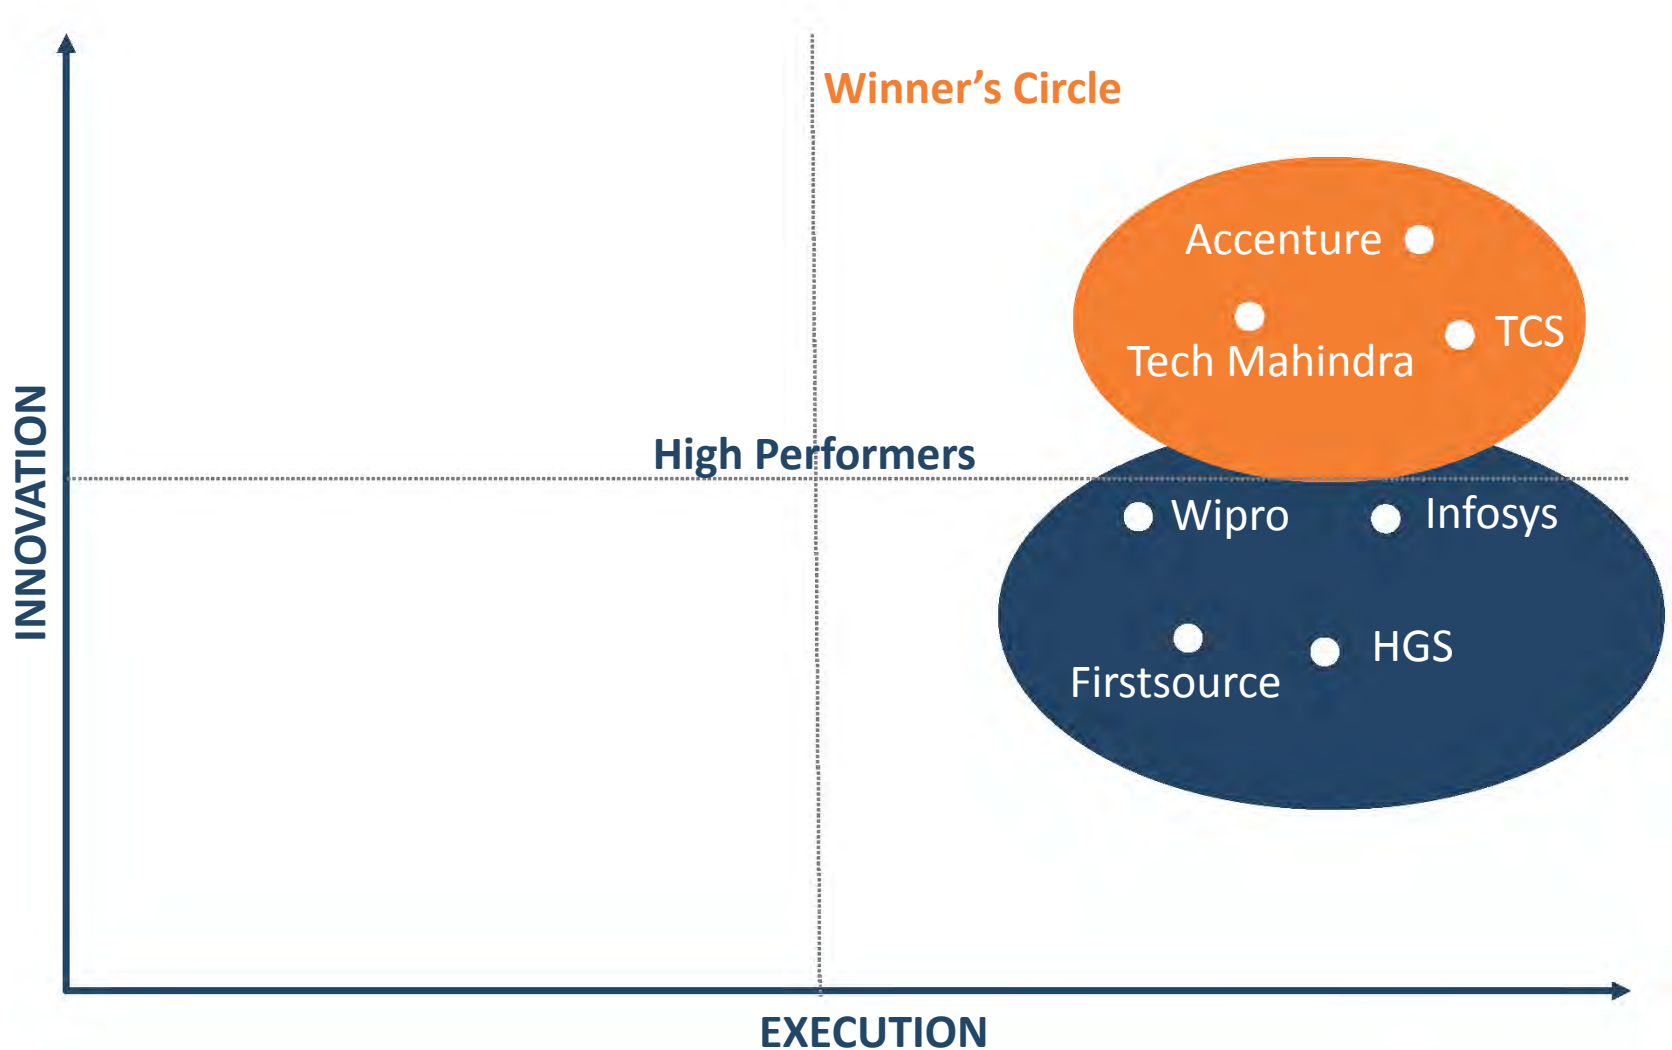 Winner’s Circle
Accenture
TCS
Tech Mahindra
High Performers
INNOVATION
Wipro
Infosys
HGS
Firstsource
EXECUTION